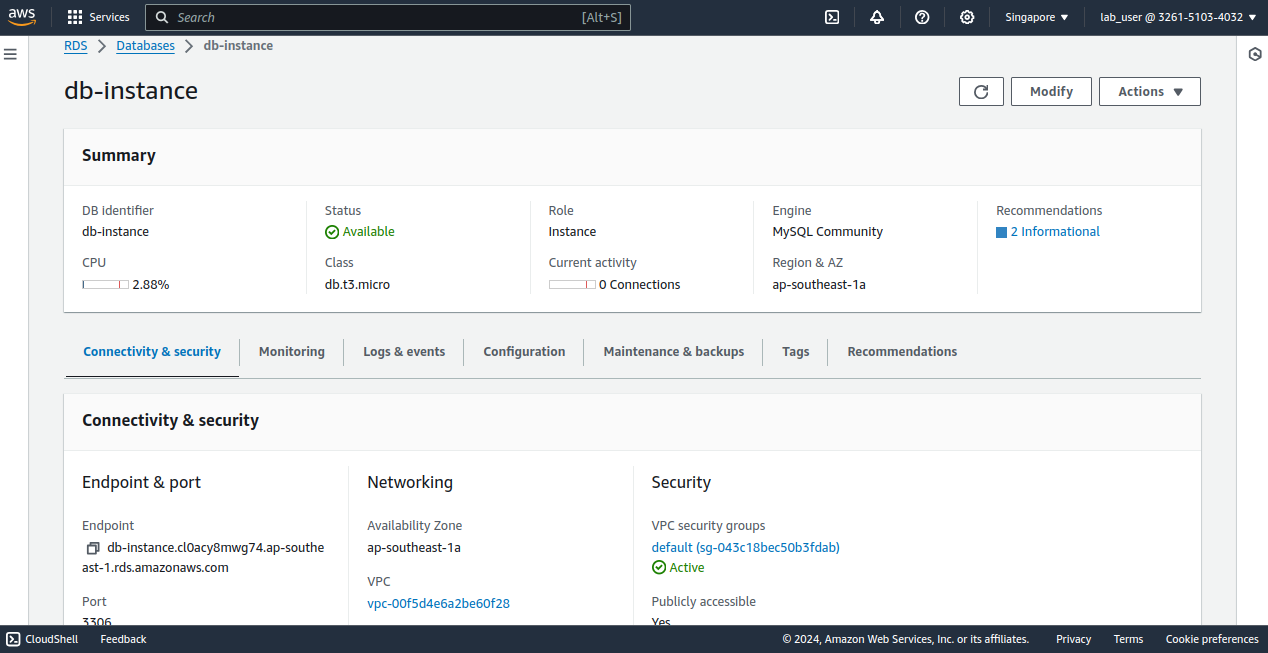 aws Services Search [Alt+S] Singapore lab_user @ 3261-5103-4032
RDS Databases db-instance
db-instance
Modify Actions
Summary
DB identifier Status Role Engine Recommendations
db-instance Available Instance MySQL Community 2 Informational
CPU Class Current activity Region & AZ
2.88% db.t3.micro 0 Connections ap-southeast-1a
Connectivity & security Monitoring Logs & events Configuration Maintenance & backups Tags Recommendations
Connectivity & security
Endpoint & port Networking Security
Endpoint Availability Zone VPC security groups
db-instance.cl0acy8mwg74.ap-southe ap-southeast-1a default (sg-043c18bec50b3fdab)
ast-1.rds.amazonaws.com Active
VPC
Port vpc-00f5d4e6a2be60f28 Publicly accessible
3306 Yes
CloudShell Feedback © 2024, Amazon Web Services, Inc. or its affiliates. Privacy Terms Cookie preferences